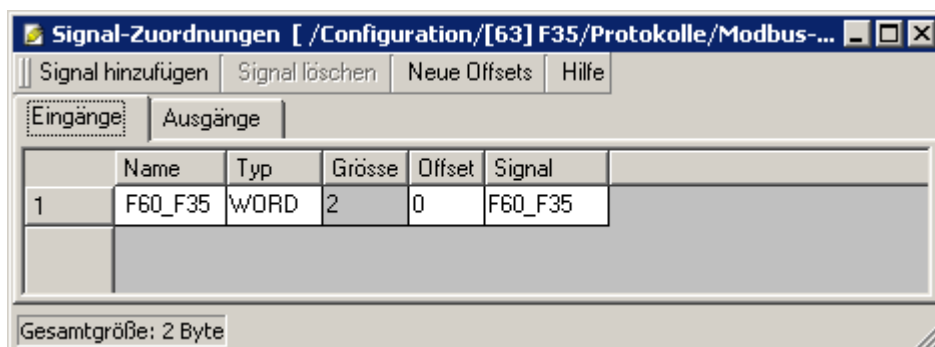 Signal-Zuordnungen [ /Configuration/[63] F35/Protokolle/Modbus-...
Signal hinzufügen Signal löschen Neue Offsets Hilfe
Eingänge Ausgänge
Name Typ Grösse Offset Signal
1 F60_F35 WORD 2 0 F60_F35
Gesamtgröße: 2 Byte